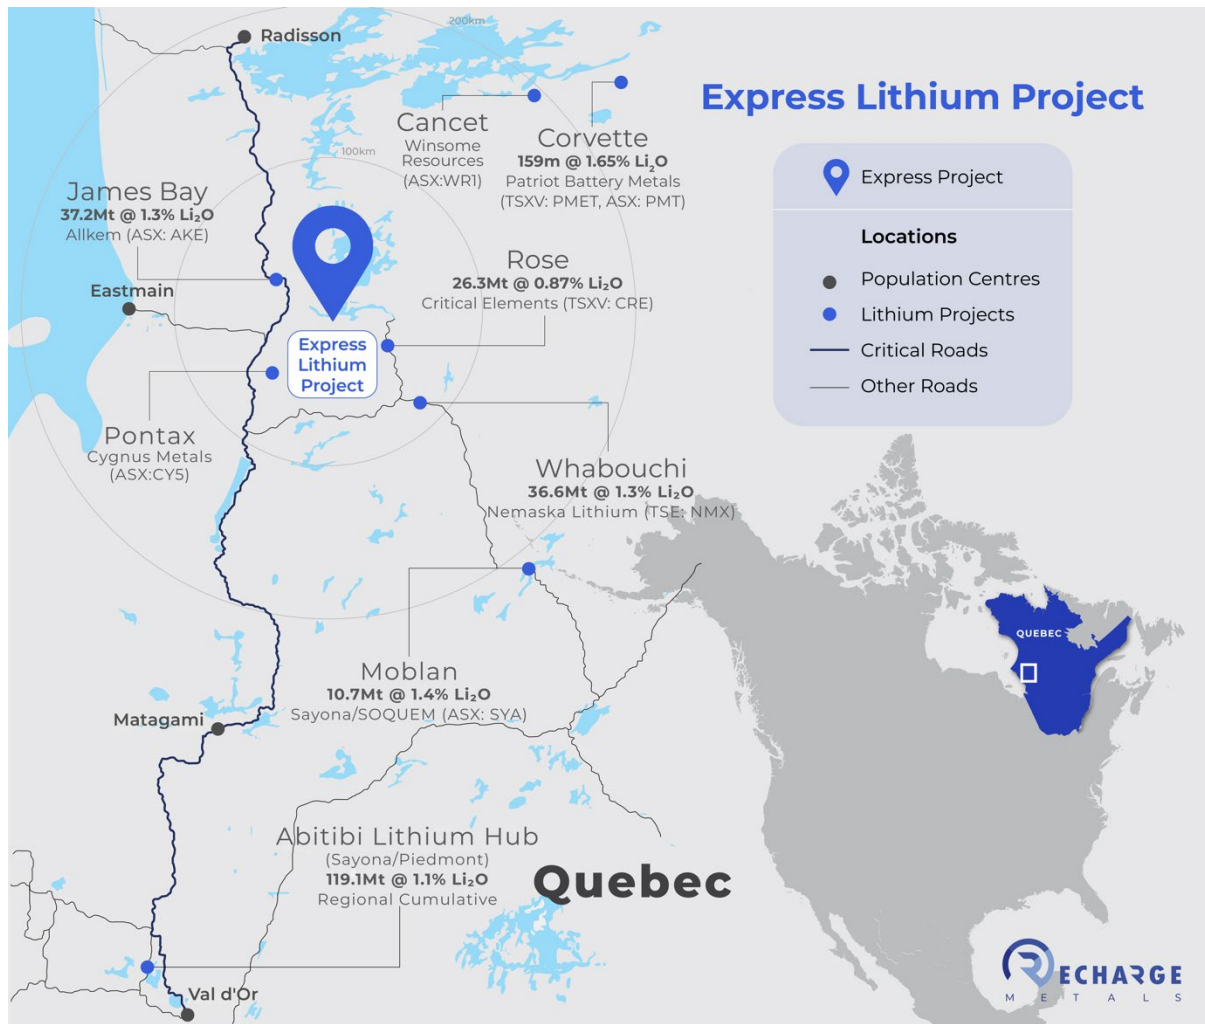 200km
Radisson
Express Lithium Project
Cancet
Winsome
Resources
(ASX:WR1)
Corvette
159m @ 1.65% Li₂O
Patriot Battery Metals
(TSXV: PMET, ASX: PMT)
100km
Express Project
Locations
Population Centres
Lithium Projects
Critical Roads
Other Roads
James Bay
37.2Mt @ 1.3% Li₂O
Allkem (ASX: AKE)
Eastmain
Rose
26.3Mt @ 0.87% Li₂O
Critical Elements (TSXV: CRE)
Express
Lithium
Project
Pontax
Cygnus Metals
(ASX:CY5)
Whabouchi
36.6Mt @ 1.3% Li₂O
Nemaska Lithium (TSE: NMX)
QUEBEC
Moblan
10.7Mt @ 1.4% Li₂O
Sayona/SOQUEM (ASX: SYA)
Matagami
Abitibi Lithium Hub
(Sayona/Piedmont)
119.1Mt @ 1.1% Li₂O
Regional Cumulative
Quebec
Val d'Or
RECHARGE
METALS